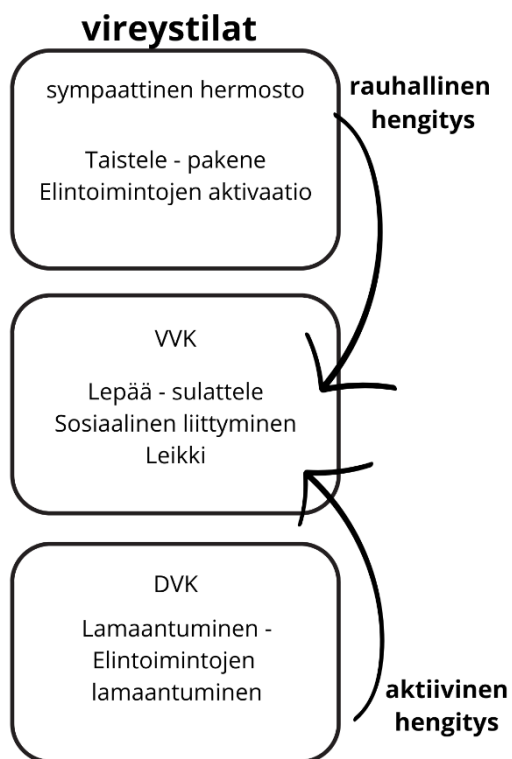 vireystilat
sympaattinen hermosto
Taistele - pakene
Elintoimintojen aktivaatio
rauhallinen
hengitys
VVK
Lepää - sulattele
Sosiaalinen liittyminen
Leikki
DVK
Lamaantuminen -
Elintoimintojen
lamaantuminen
aktiivinen
hengitys